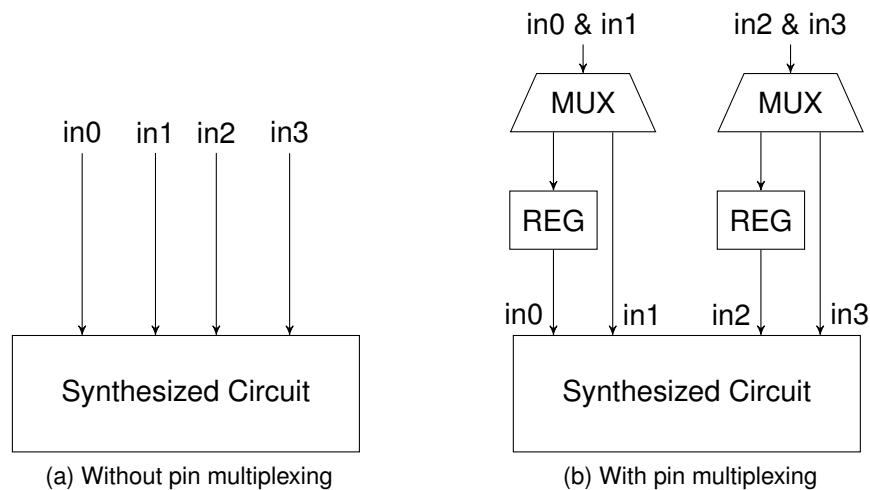 in0 in1 in2 in3
Synthesized Circuit
(a) Without pin multiplexing
in0 & in1 in2 & in3
MUX MUX
REG REG
in0 in1 in2 in3
Synthesized Circuit
(b) With pin multiplexing